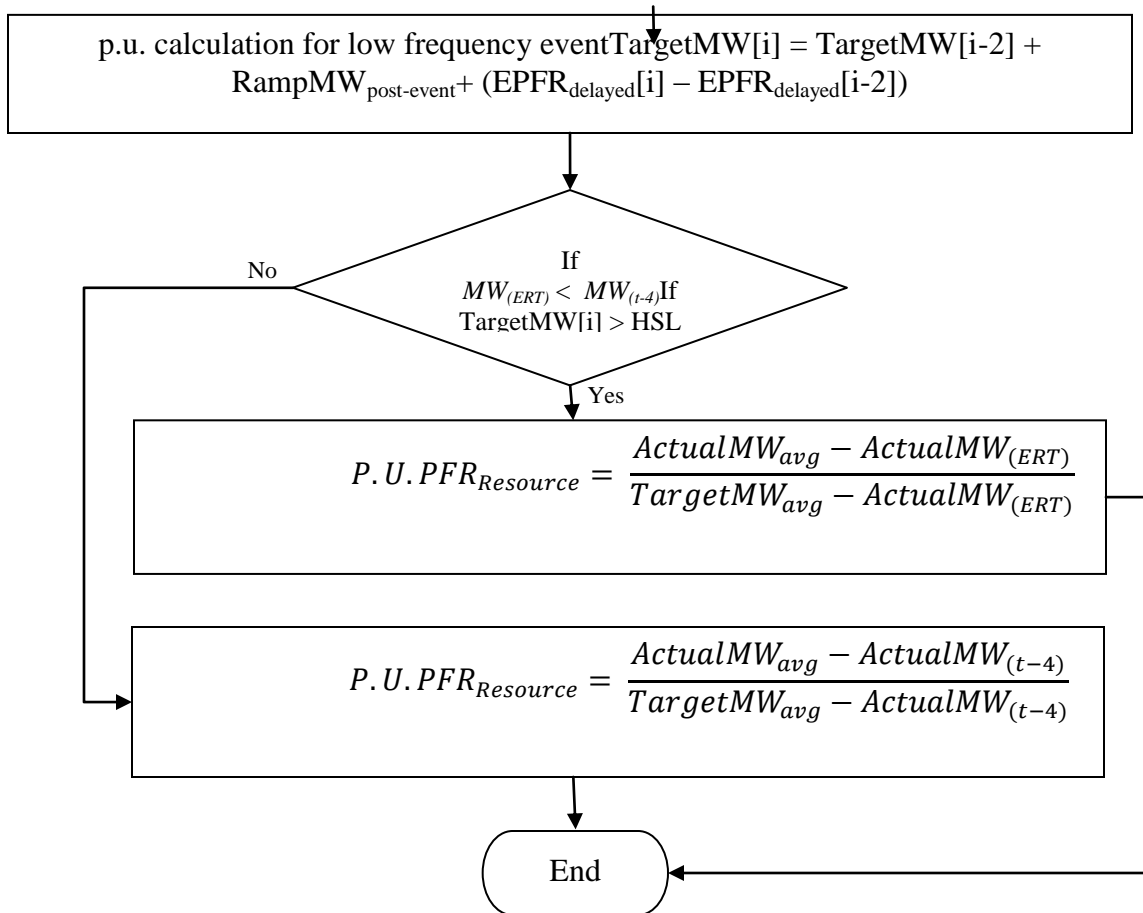 p.u. calculation for low frequency eventTargetMW[i] = TargetMW[i-2] +
RampMWpost-event+ (EPFRdelayed[i] – EPFRdelayed[i-2])
No
If
MW(ERT) < MW(t-4)If
TargetMW[i] > HSL
Yes
P.U.PFRResource = (ActualMWavg − ActualMW(ERT)) / (TargetMWavg − ActualMW(ERT))
P.U.PFRResource = (ActualMWavg − ActualMW(t−4)) / (TargetMWavg − ActualMW(t−4))
End